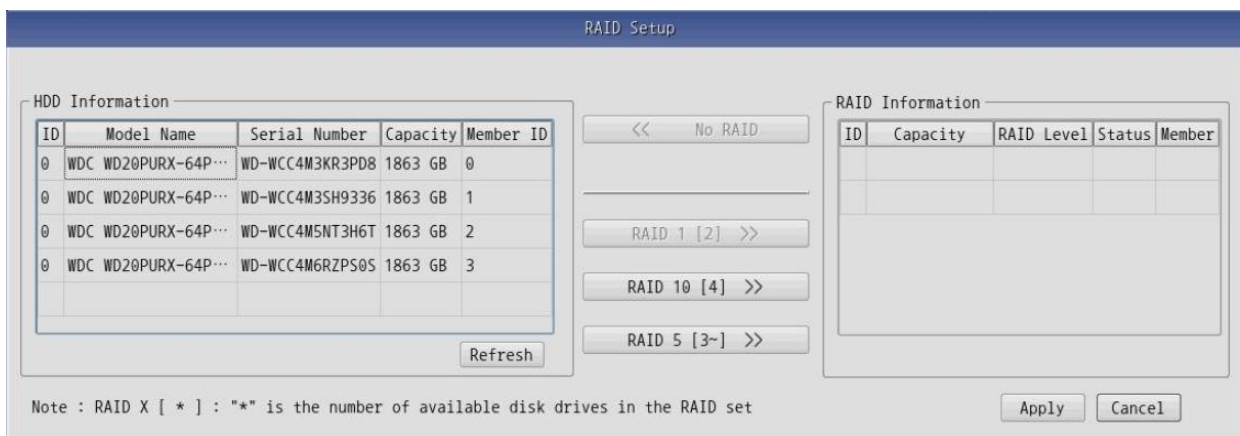 RAID Setup
HDD Information
ID Model Name Serial Number Capacity Member ID
0 WDC WD20PURX-64P… WD-WCC4M3KR3PD8 1863 GB 0
0 WDC WD20PURX-64P… WD-WCC4M3SH9336 1863 GB 1
0 WDC WD20PURX-64P… WD-WCC4M5NT3H6T 1863 GB 2
0 WDC WD20PURX-64P… WD-WCC4M6RZPS0S 1863 GB 3
Refresh
<< No RAID
RAID 1 [2] >>
RAID 10 [4] >>
RAID 5 [3~] >>
RAID Information
ID Capacity RAID Level Status Member
Note : RAID X [ * ] : "*" is the number of available disk drives in the RAID set
Apply Cancel